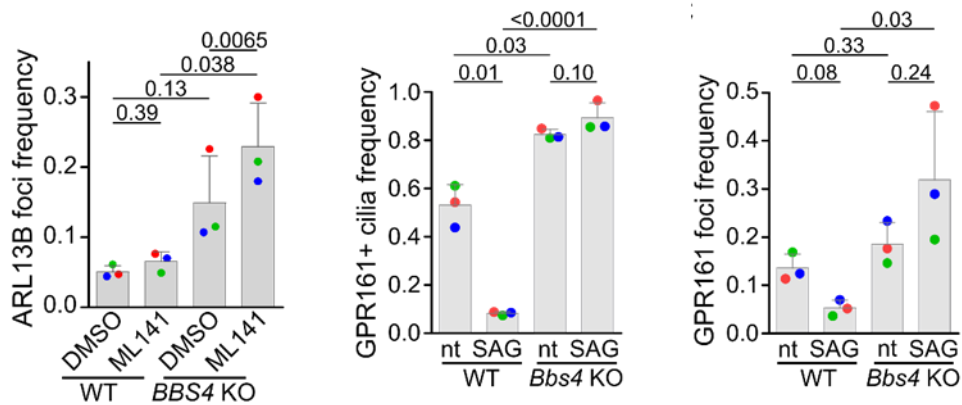 0.0065
0.038
0.13
0.39
ARL13B foci frequency
0.3
0.2
0.1
0.0
DMSO
ML141
DMSO
ML141
WT
BBS4 KO
<0.0001
0.03
0.01
0.10
GPR161+ cilia frequency
1.0
0.8
0.6
0.4
0.2
0.0
nt SAG nt SAG
WT
Bbs4 KO
0.03
0.33
0.08
0.24
GPR161 foci frequency
0.5
0.4
0.3
0.2
0.1
0.0
nt SAG nt SAG
WT
Bbs4 KO